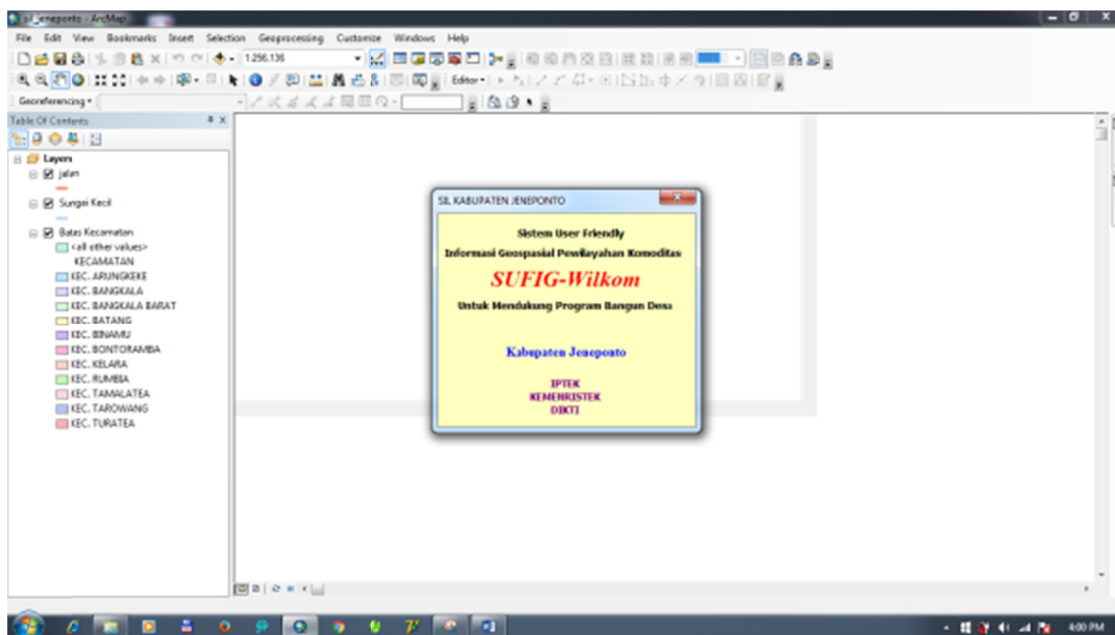 sil_jeneponto - ArcMap
File Edit View Bookmarks Insert Selection Geoprocessing Customize Windows Help
1:256.136
Editor
Georeferencing
Table Of Contents
Layers
jalan
Sungai Kecil
Batas Kecamatan
<all other values>
KECAMATAN
KEC. ARUNGKEKE
KEC. BANGKALA
KEC. BANGKALA BARAT
KEC. BATANG
KEC. BINAMU
KEC. BONTORAMBA
KEC. KELARA
KEC. RUMBIA
KEC. TAMALATEA
KEC. TAROWANG
KEC. TURATEA
SIL KABUPATEN JENEPONTO
Sistem User Friendly
Informasi Geospasial Pewilayahan Komoditas
SUFIG-Wilkom
Untuk Mendukung Program Bangun Desa
Kabupaten Jeneponto
IPTEK
KEMENRISTEK
DIKTI
4:00 PM